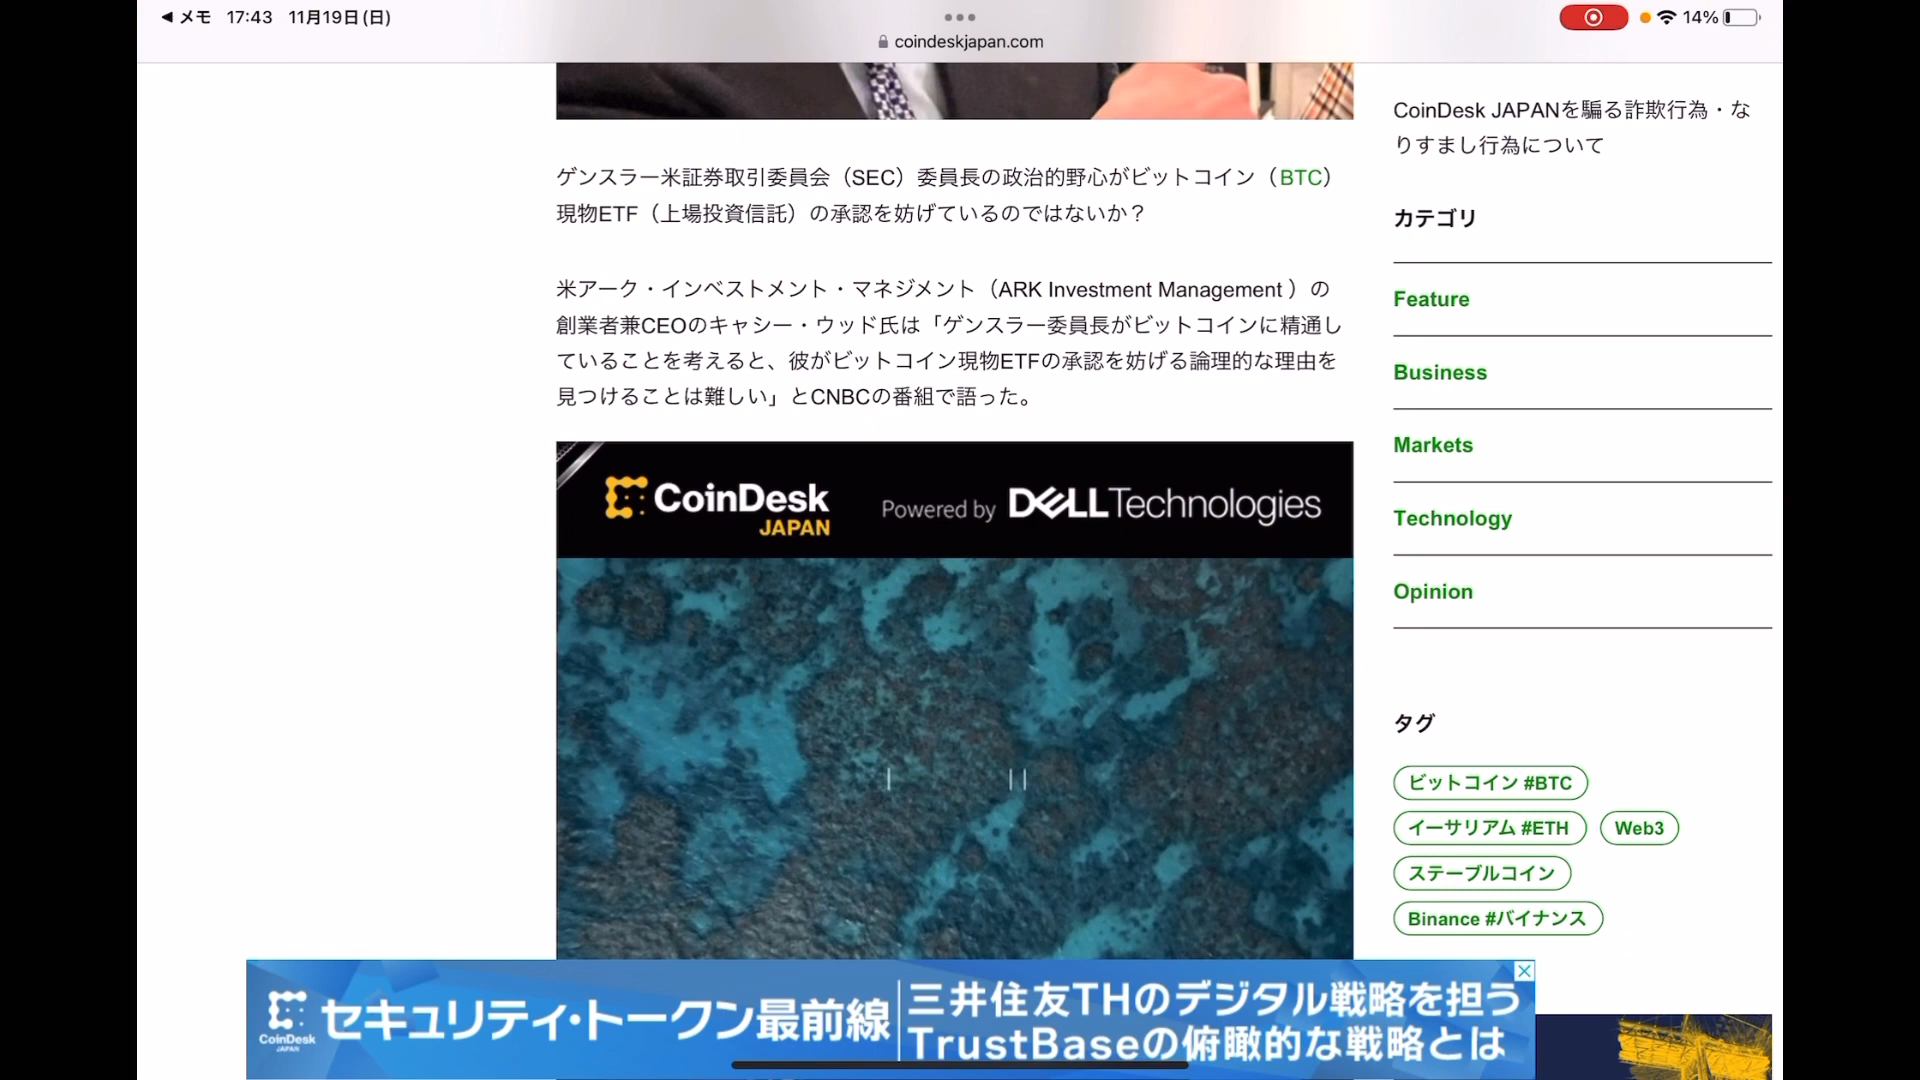 ◀ メモ 17:43 11月19日(日)
14%
coindeskjapan.com
ゲンスラー米証券取引委員会（SEC）委員長の政治的野心がビットコイン（BTC）
現物ETF（上場投資信託）の承認を妨げているのではないか？
米アーク・インベストメント・マネジメント（ARK Investment Management ）の
創業者兼CEOのキャシー・ウッド氏は「ゲンスラー委員長がビットコインに精通し
ていることを考えると、彼がビットコイン現物ETFの承認を妨げる論理的な理由を
見つけることは難しい」とCNBCの番組で語った。
CoinDesk
JAPAN
Powered by DELLTechnologies
CoinDesk JAPANを騙る詐欺行為・な
りすまし行為について
カテゴリ
Feature
Business
Markets
Technology
Opinion
タグ
ビットコイン #BTC
イーサリアム #ETH Web3
ステーブルコイン
Binance #バイナンス
CoinDesk
JAPAN
セキュリティ・トークン最前線
三井住友THのデジタル戦略を担う
TrustBaseの俯瞰的な戦略とは